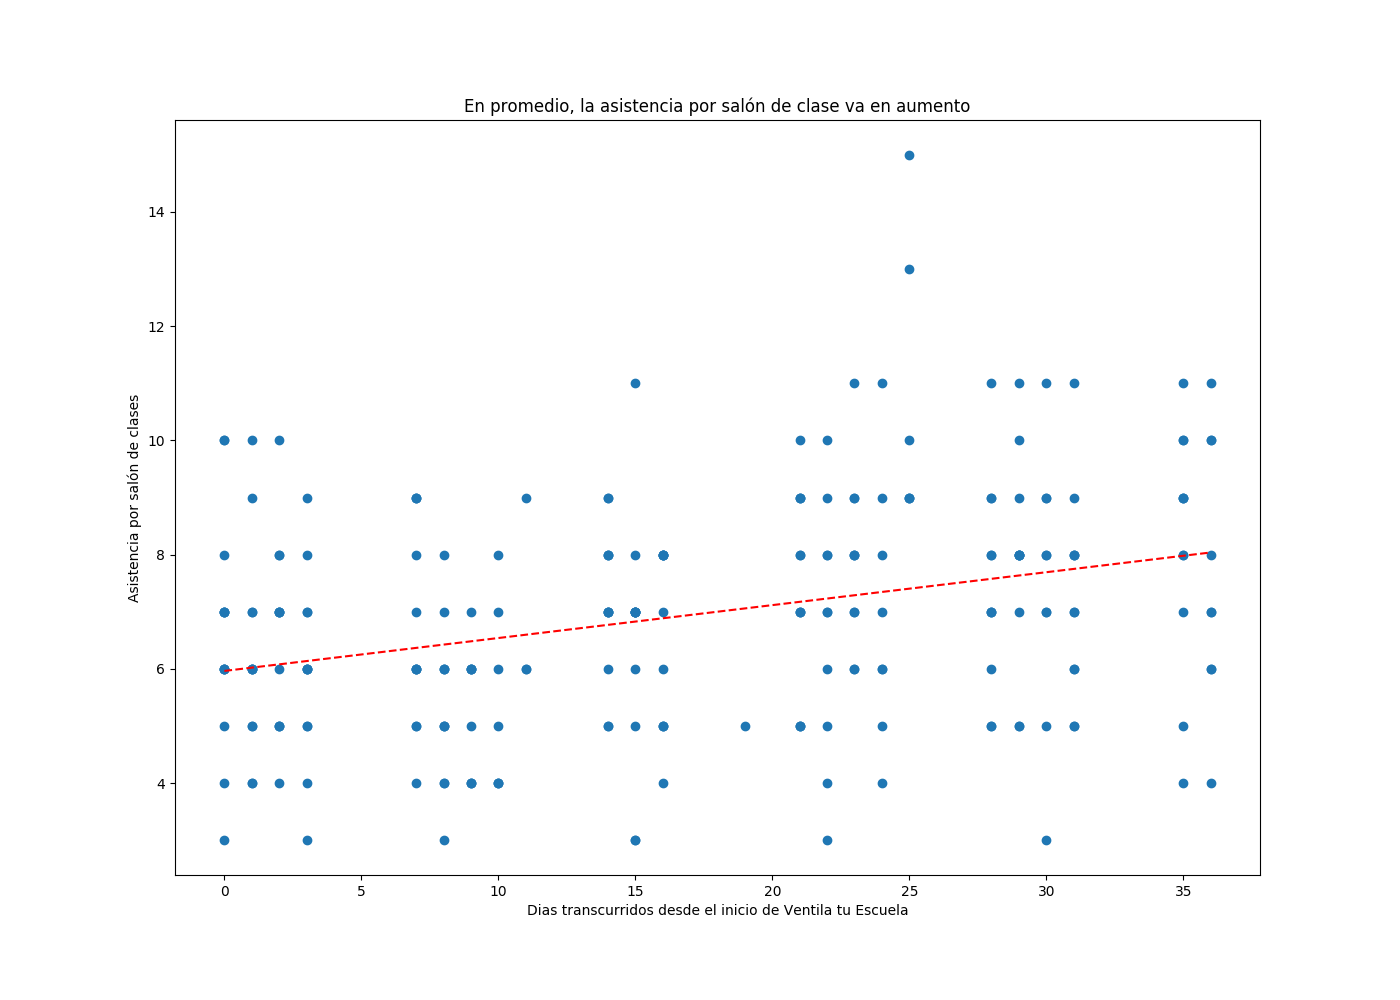 En promedio, la asistencia por salón de clase va en aumento
Asistencia por salón de clases
14
12
10
8
6
4
0 5 10 15 20 25 30 35
Dias transcurridos desde el inicio de Ventila tu Escuela